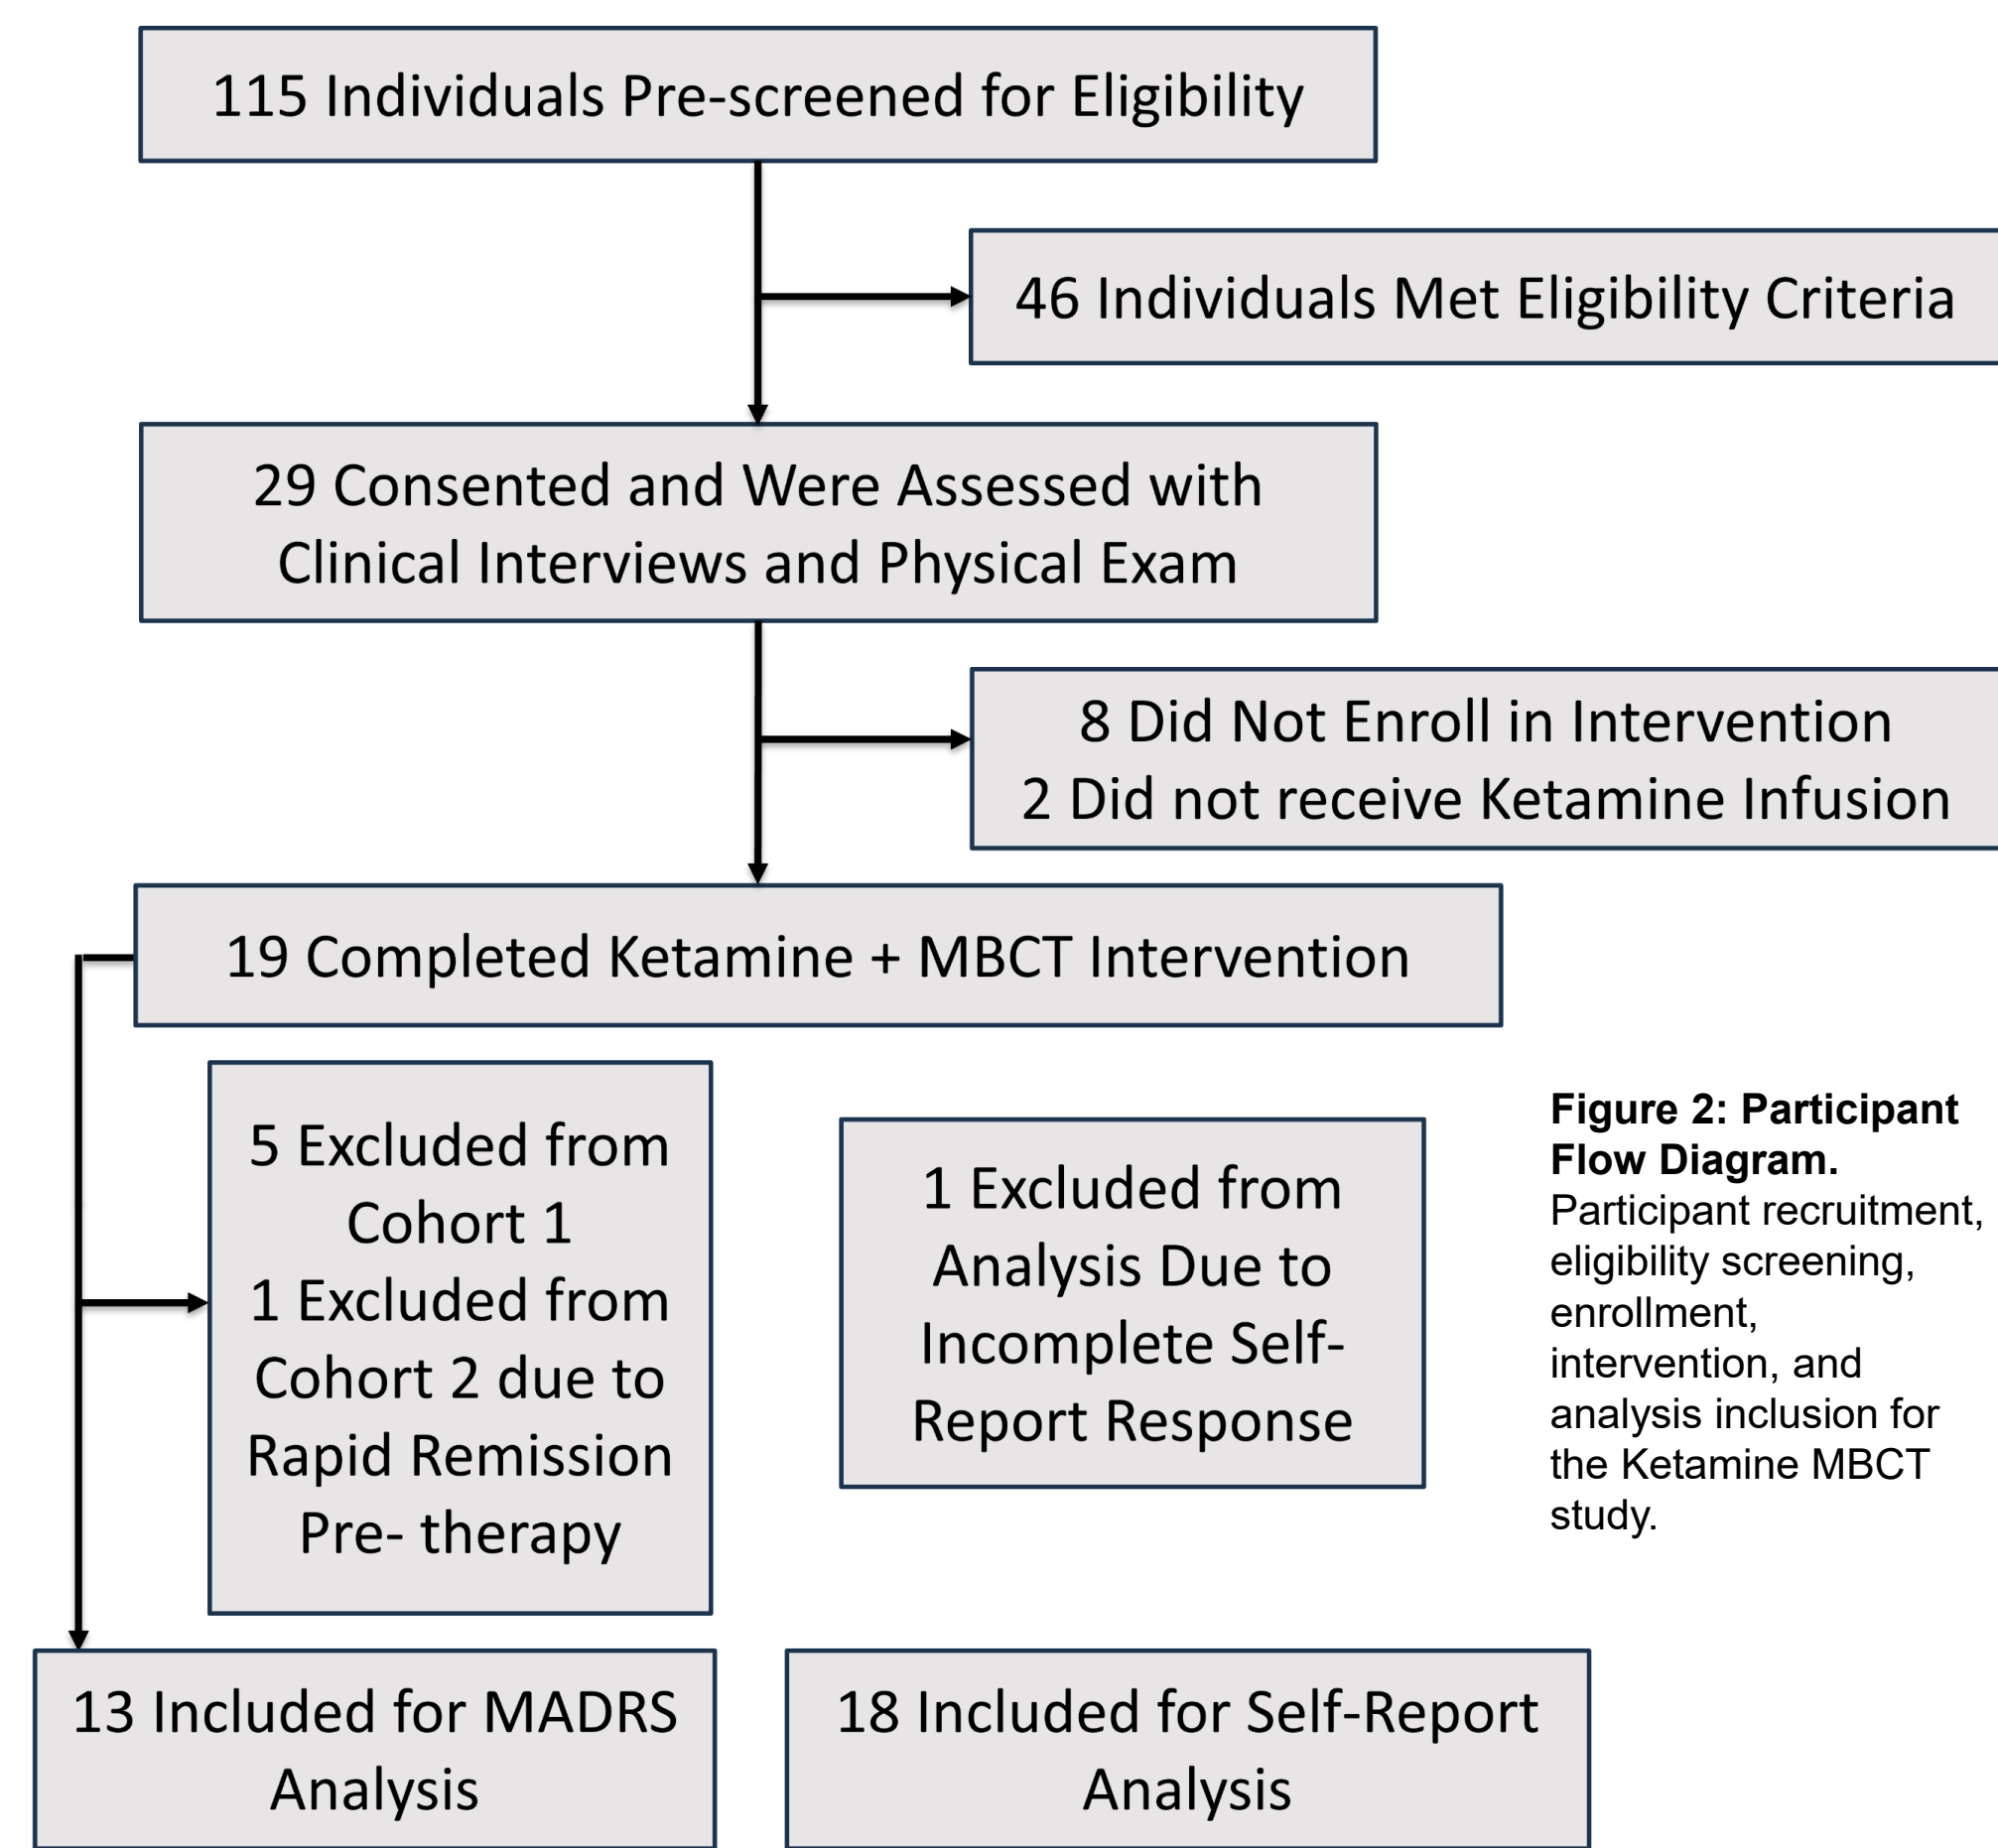 115 Individuals Pre-screened for Eligibility
46 Individuals Met Eligibility Criteria
29 Consented and Were Assessed with
Clinical Interviews and Physical Exam
8 Did Not Enroll in Intervention
2 Did not receive Ketamine Infusion
19 Completed Ketamine + MBCT Intervention
5 Excluded from
Cohort 1
1 Excluded from
Cohort 2 due to
Rapid Remission
Pre- therapy
1 Excluded from
Analysis Due to
Incomplete Self-
Report Response
Figure 2: Participant
Flow Diagram.
Participant recruitment,
eligibility screening,
enrollment,
intervention, and
analysis inclusion for
the Ketamine MBCT
study.
13 Included for MADRS
Analysis
18 Included for Self-Report
Analysis